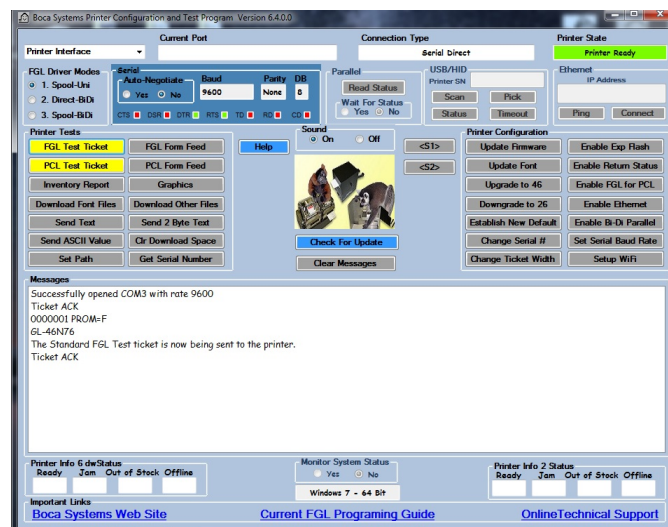 Boca Systems Printer Configuration and Test Program Version 6.4.0.0
Current Port
Connection Type
Printer State
Printer Interface
Serial Direct
Printer Ready
FGL Driver Modes
1. Spool-Uni
2. Direct-BiDi
3. Spool-BiDi
Serial
Auto-Negotiate
Yes No
Baud
9600
Parity
None
DB
8
CTS DSR DTR RTS TD RD CD
Parallel
Read Status
Wait For Status
Yes No
USB/HID
Printer SN
Scan Pick
Status Timeout
Ethernet
IP Address
Ping Connect
Printer Tests
FGL Test Ticket FGL Form Feed
PCL Test Ticket PCL Form Feed
Inventory Report Graphics
Download Font Files Download Other Files
Send Text Send 2 Byte Text
Send ASCII Value Clr Download Space
Set Path Get Serial Number
Help
Sound
On Off
<S1>
<S2>
Check For Update
Clear Messages
Printer Configuration
Update Firmware Enable Exp Flash
Update Font Enable Return Status
Upgrade to 46 Enable FGL for PCL
Downgrade to 26 Enable Ethernet
Establish New Default Enable Bi-Di Parallel
Change Serial # Set Serial Baud Rate
Change Ticket Width Setup WiFi
Messages
Successfully opened COM3 with rate 9600
Ticket ACK
0000001 PROM=F
GL-46N76
The Standard FGL Test ticket is now being sent to the printer.
Ticket ACK
Printer Info 6 dwStatus
Ready Jam Out of Stock Offline
Monitor System Status
Yes No
Windows 7 - 64 Bit
Printer Info 2 Status
Ready Jam Out of Stock Offline
Important Links
Boca Systems Web Site
Current FGL Programing Guide
OnlineTechnical Support